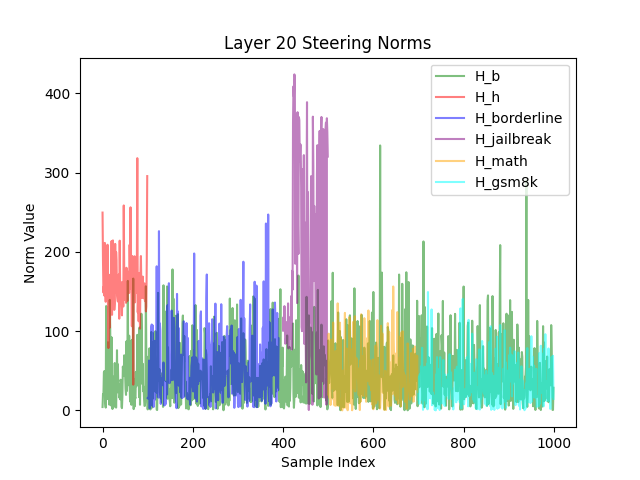 Layer 20 Steering Norms
H_b
H_h
H_borderline
H_jailbreak
H_math
H_gsm8k
Norm Value
400
300
200
100
0
0
200
400
600
800
1000
Sample Index